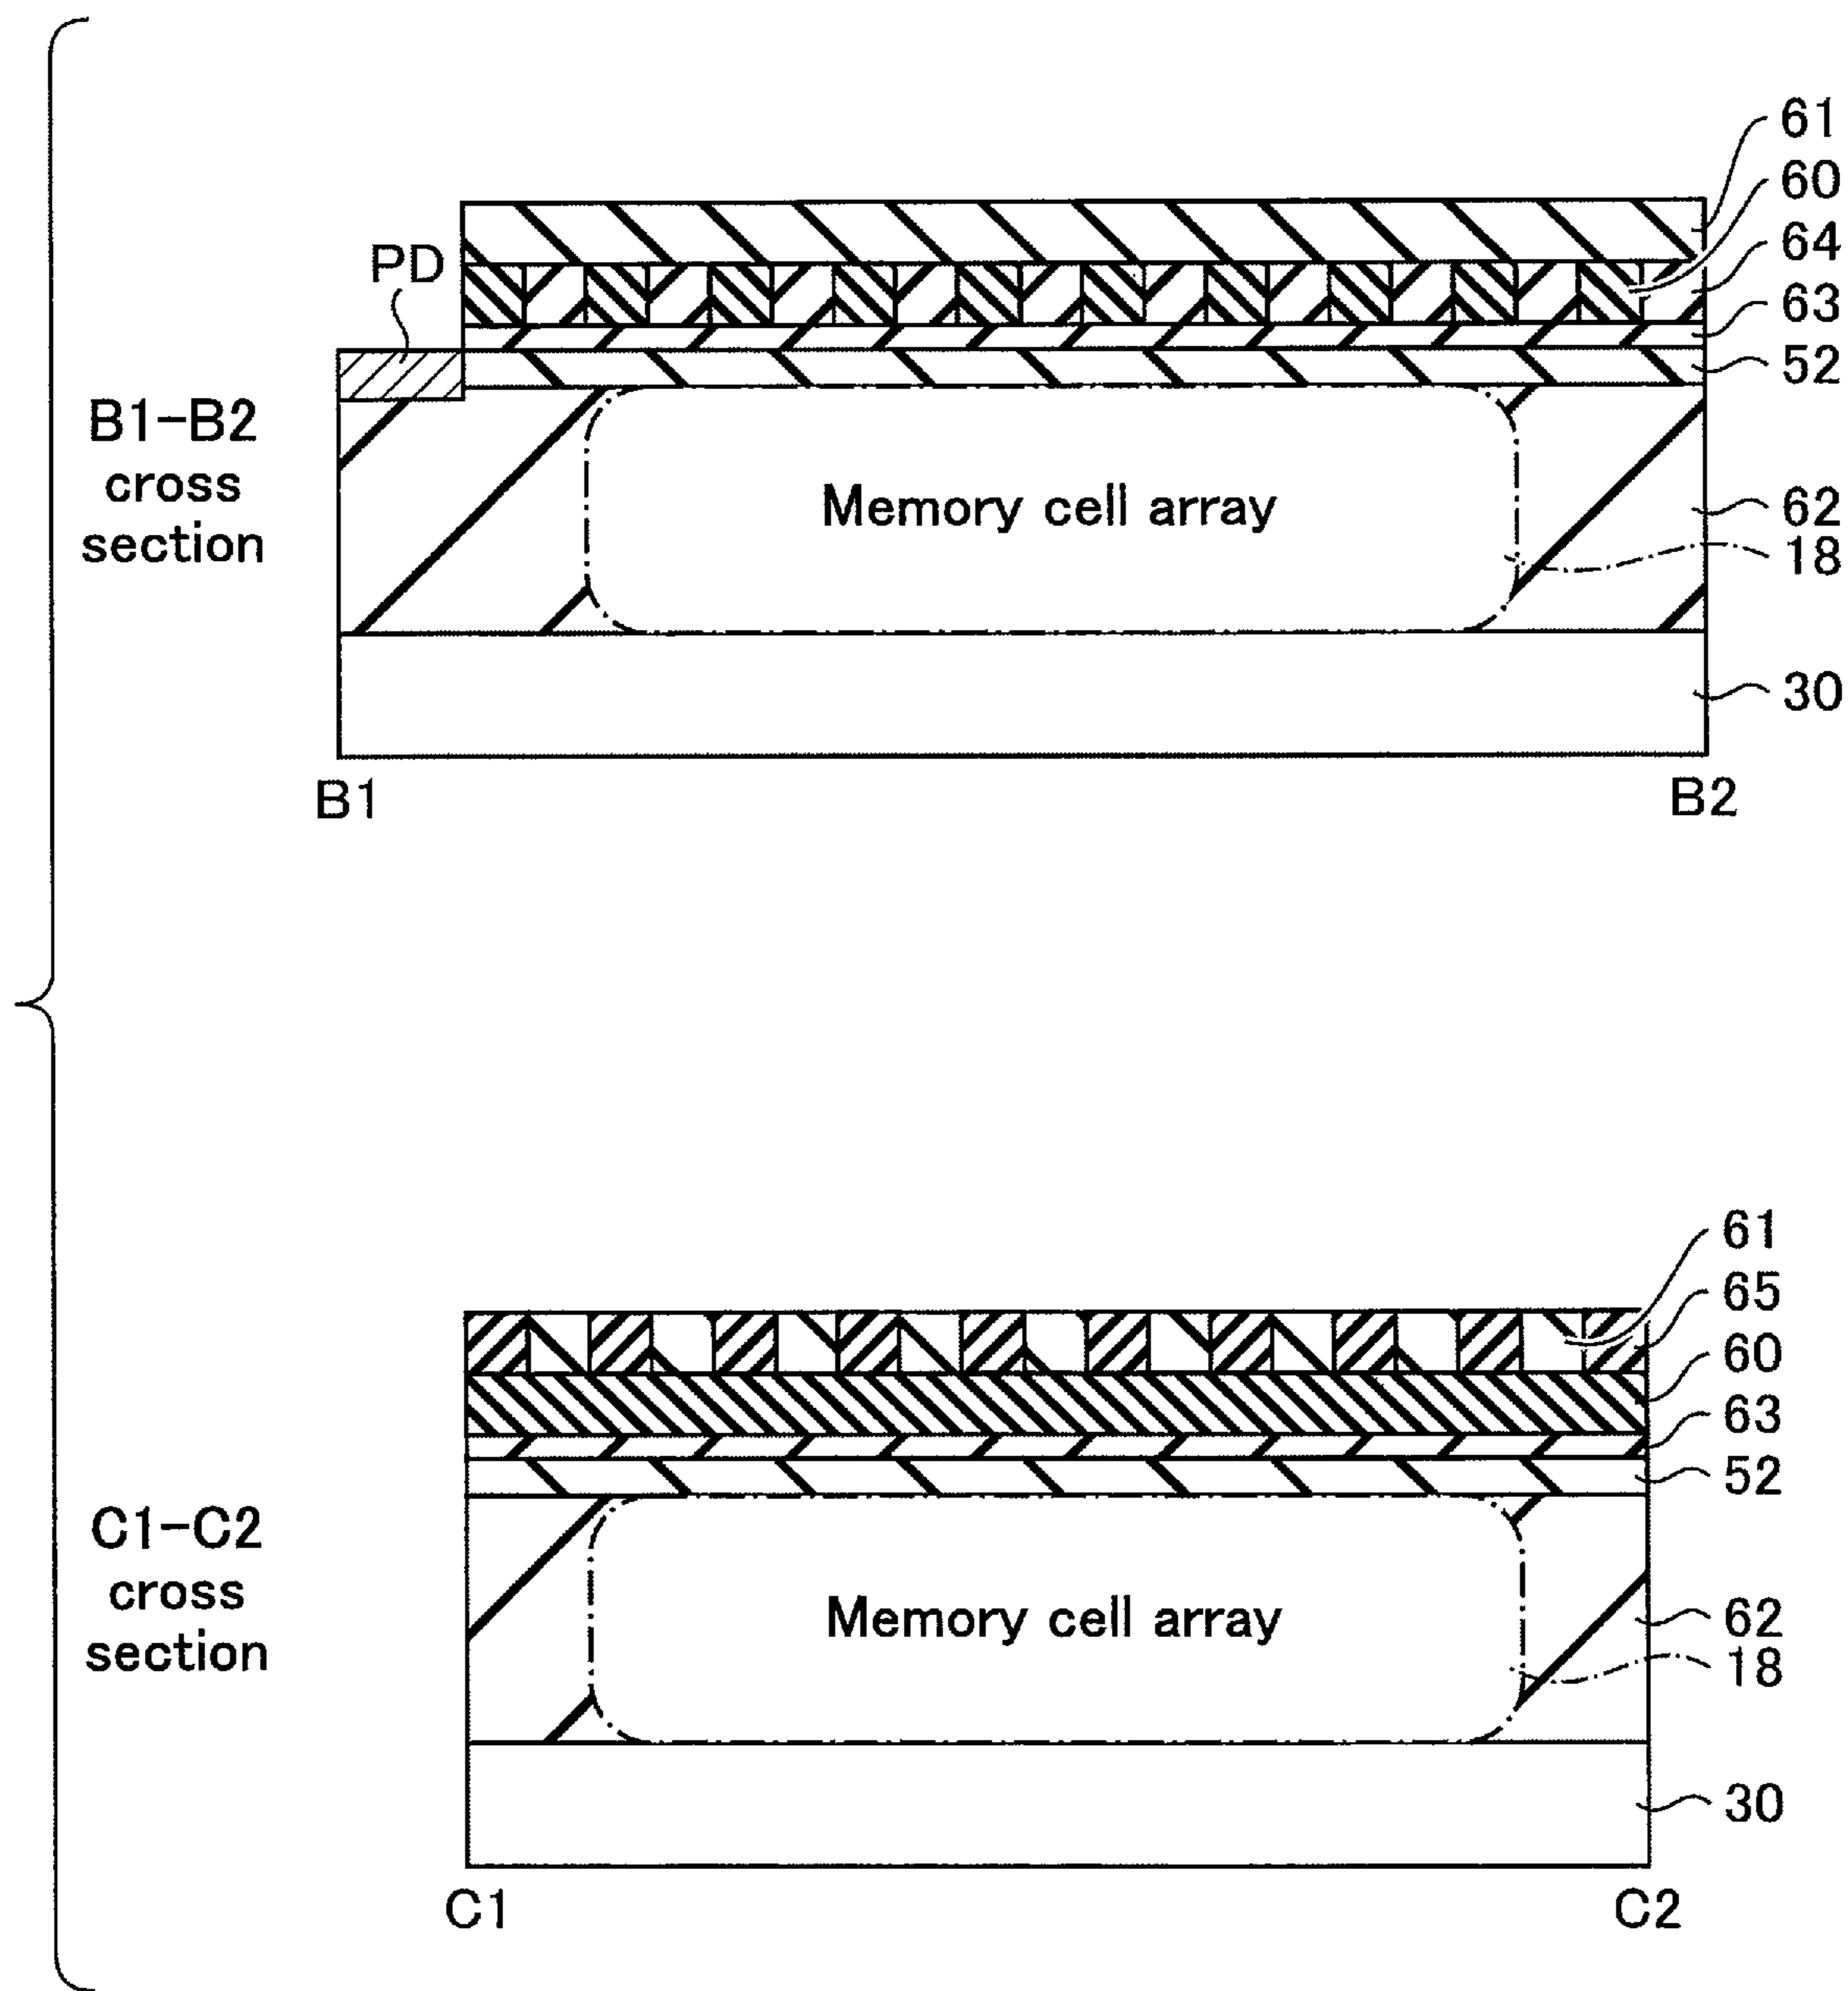 61
60
PD
64
63
52
B1-B2
cross
section
Memory cell array
62
18
30
B1
B2
61
65
60
63
52
C1-C2
cross
section
Memory cell array
62
18
30
C1
C2